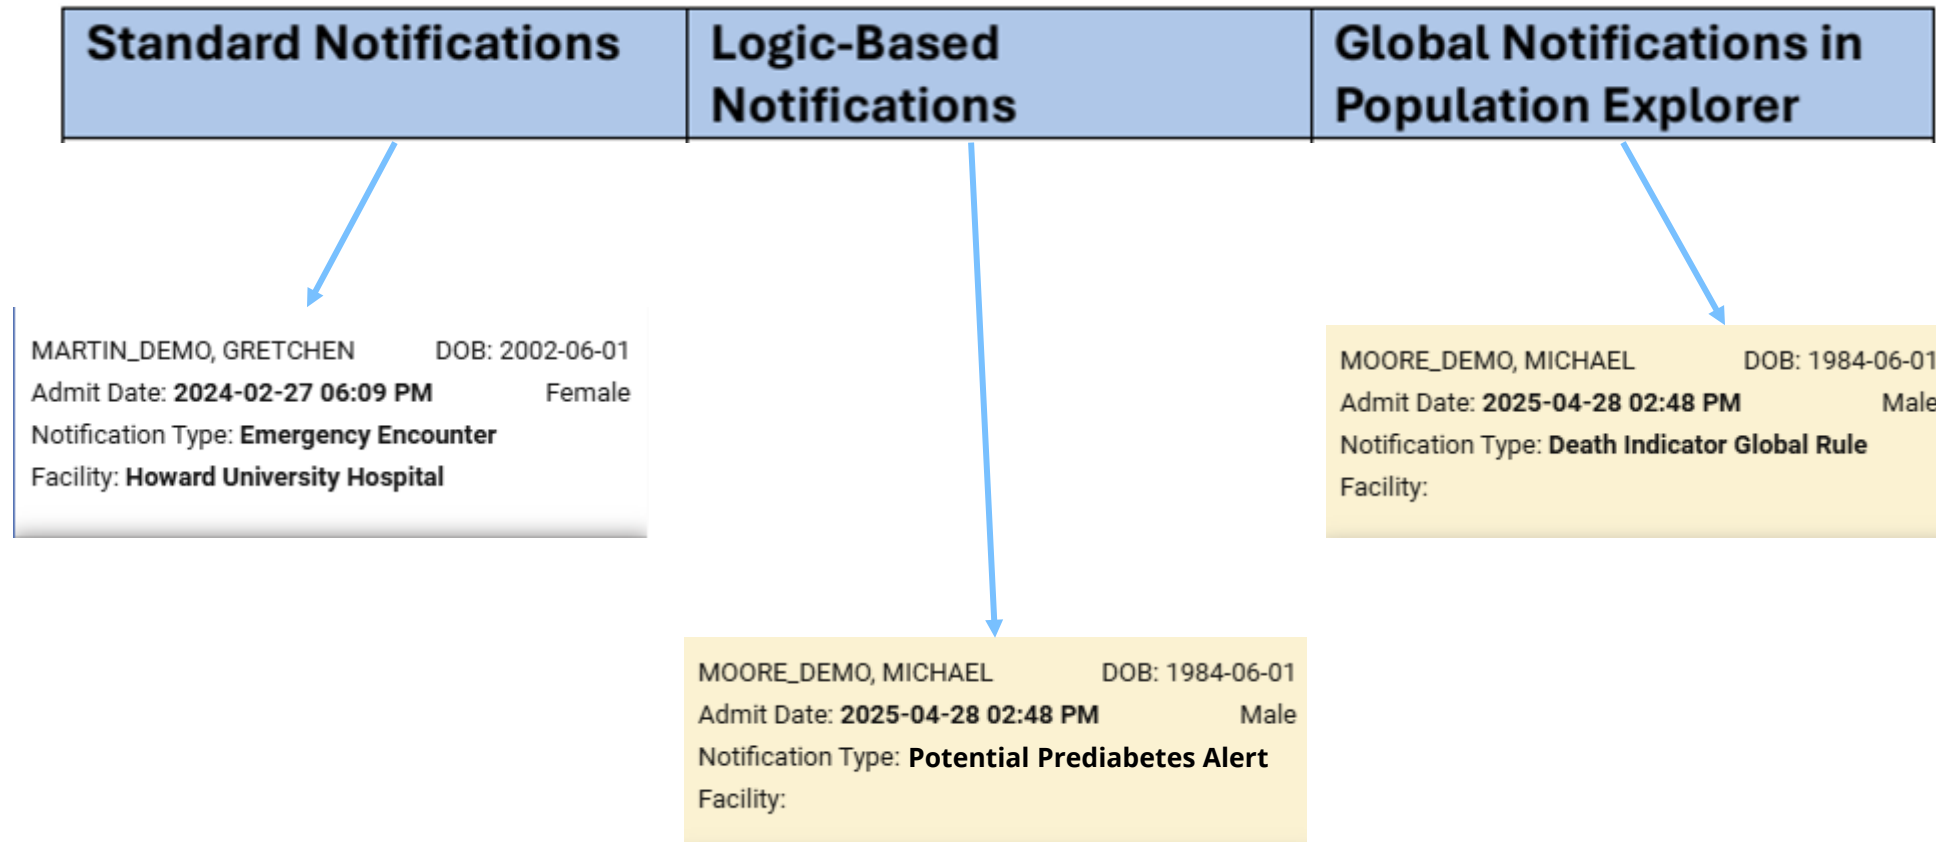 Standard Notifications
Logic-Based
Notifications
Global Notifications in
Population Explorer
MARTIN_DEMO, GRETCHEN DOB: 2002-06-01
Admit Date: 2024-02-27 06:09 PM Female
Notification Type: Emergency Encounter
Facility: Howard University Hospital
MOORE_DEMO, MICHAEL DOB: 1984-06-01
Admit Date: 2025-04-28 02:48 PM Male
Notification Type: Potential Prediabetes Alert
Facility:
MOORE_DEMO, MICHAEL DOB: 1984-06-01
Admit Date: 2025-04-28 02:48 PM Male
Notification Type: Death Indicator Global Rule
Facility: